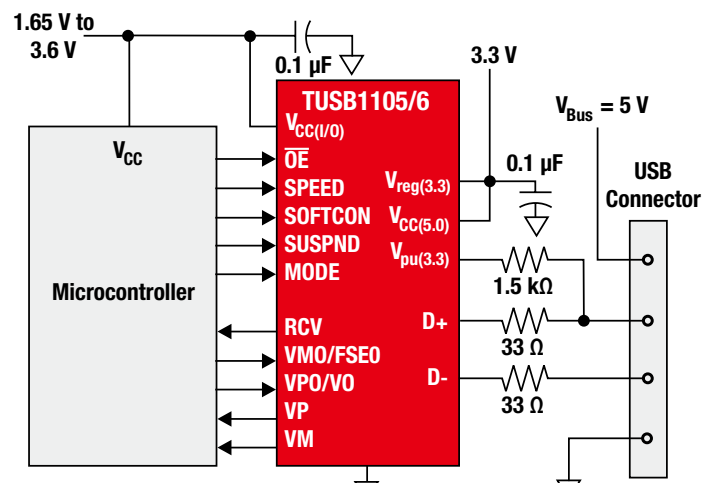 1.65 V to
3.6 V
0.1 µF
3.3 V
TUSB1105/6
V_CC(I/O)
V_Bus = 5 V
V_CC
OE
SPEED
SOFTCON
SUSPND
MODE
V_reg(3.3)
V_CC(5.0)
V_pu(3.3)
0.1 µF
USB
Connector
Microcontroller
1.5 kΩ
RCV
D+
33 Ω
VMO/FSE0
VPO/VO
D-
33 Ω
VP
VM